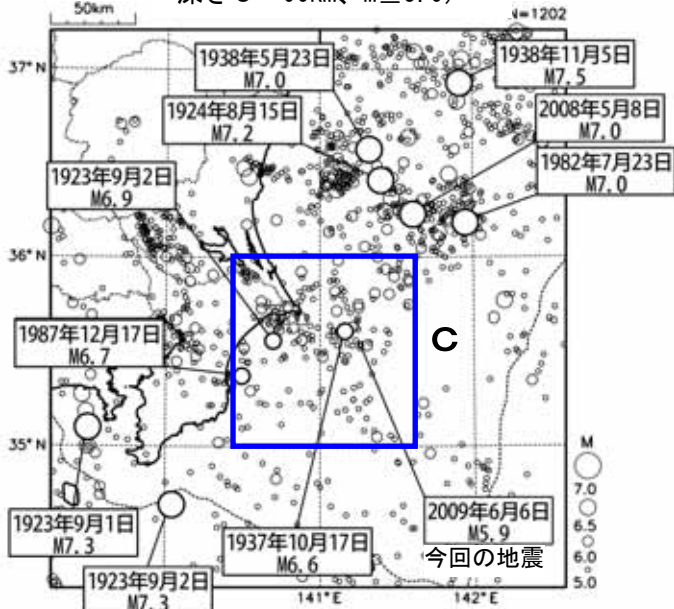 50km
N=1202
37°N
1938年5月23日
M7.0
1938年11月5日
M7.5
1924年8月15日
M7.2
2008年5月8日
M7.0
1923年9月2日
M6.9
1982年7月23日
M7.0
36°N
1987年12月17日
M6.7
C
35°N
M
7.0
6.5
6.0
5.0
1923年9月1日
M7.3
1923年9月2日
M7.3
1937年10月17日
M6.6
2009年6月6日
M5.9
今回の地震
141°E
142°E